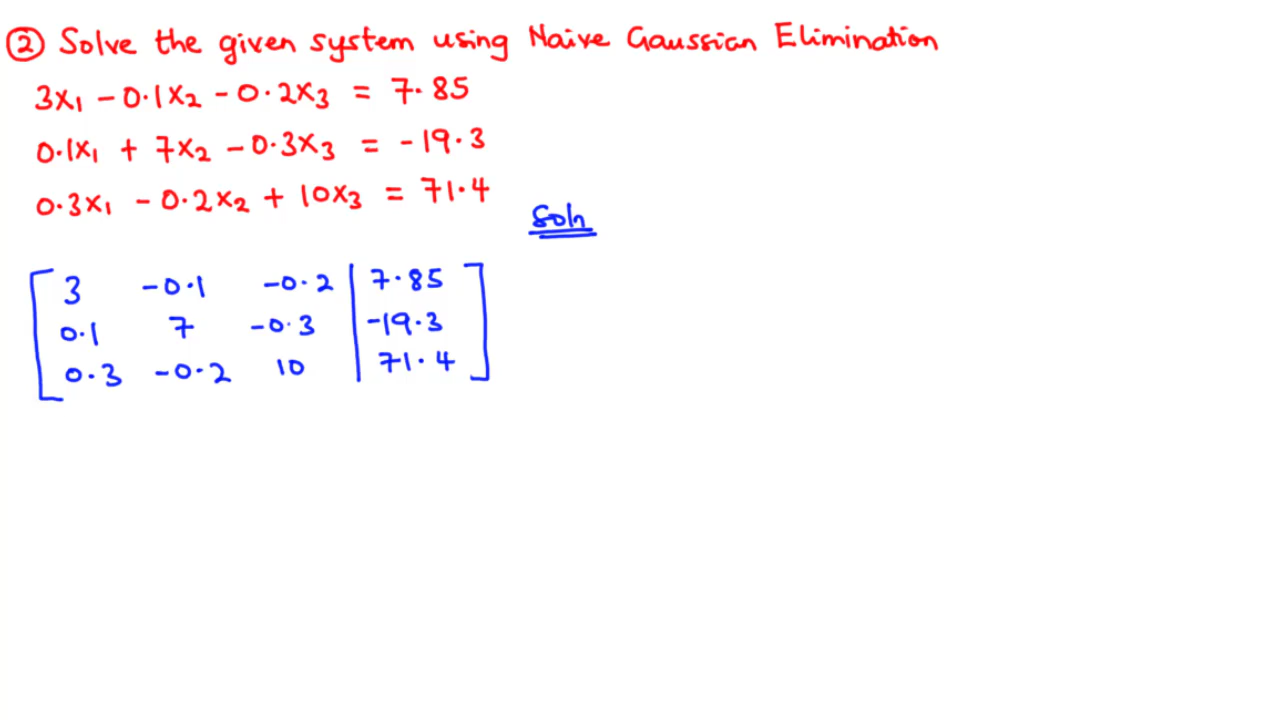 ② Solve the given system using Naive Gaussian Elimination
3x₁ - 0.1x₂ - 0.2x₃ = 7.85
0.1x₁ + 7x₂ - 0.3x₃ = -19.3
0.3x₁ - 0.2x₂ + 10x₃ = 71.4
Soln
3 -0.1 -0.2 | 7.85
0.1 7 -0.3 | -19.3
0.3 -0.2 10 | 71.4